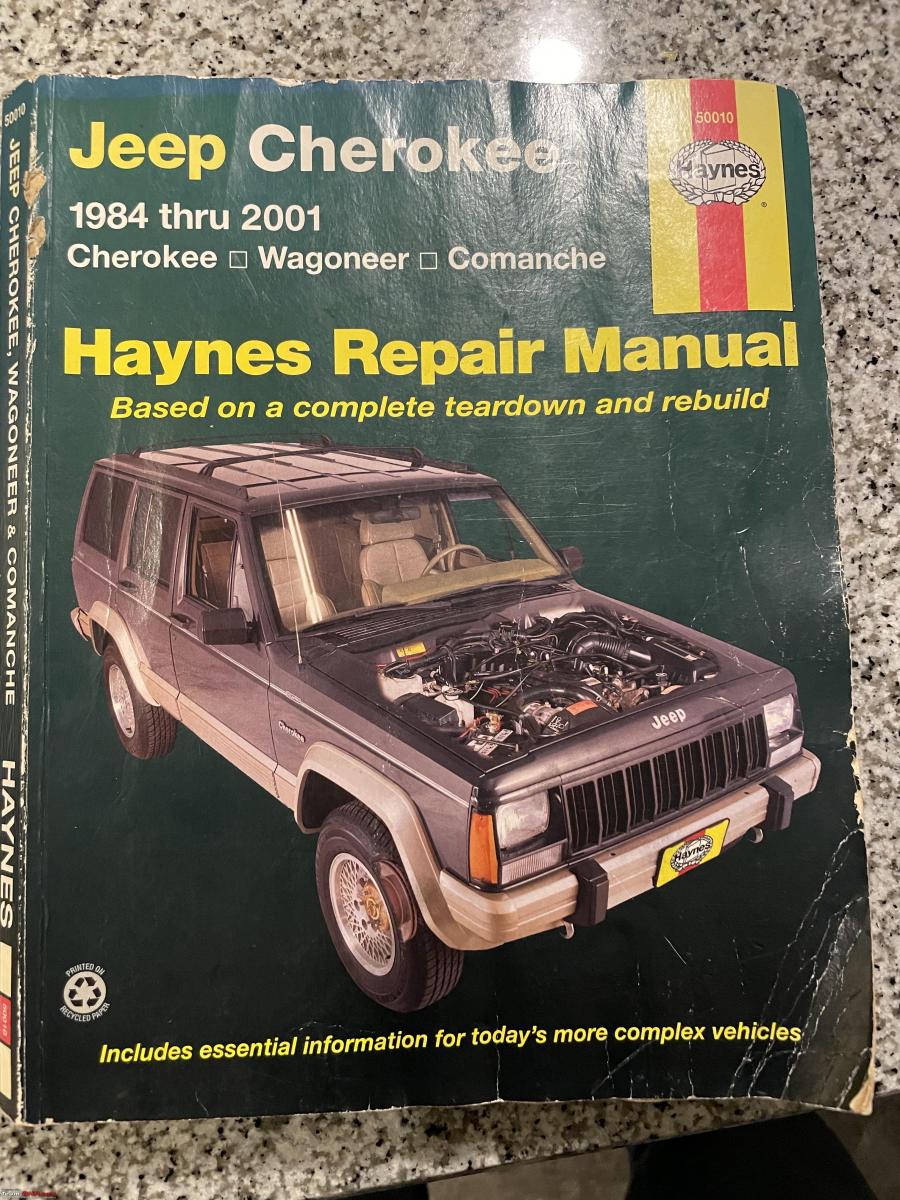 50010
JEEP CHEROKEE, WAGONEER & COMANCHE
HAYNES
50010
Jeep Cherokee
1984 thru 2001
Cherokee □ Wagoneer □ Comanche
50010
Haynes
®
Haynes Repair Manual
Based on a complete teardown and rebuild
Cherokee
Jeep
Haynes
PRINTED ON
RECYCLED PAPER
Includes essential information for today's more complex vehicles